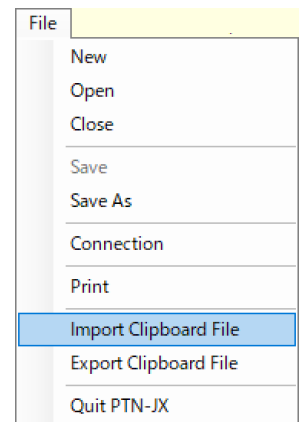 File
New
Open
Close
Save
Save As
Connection
Print
Import Clipboard File
Export Clipboard File
Quit PTN-JX